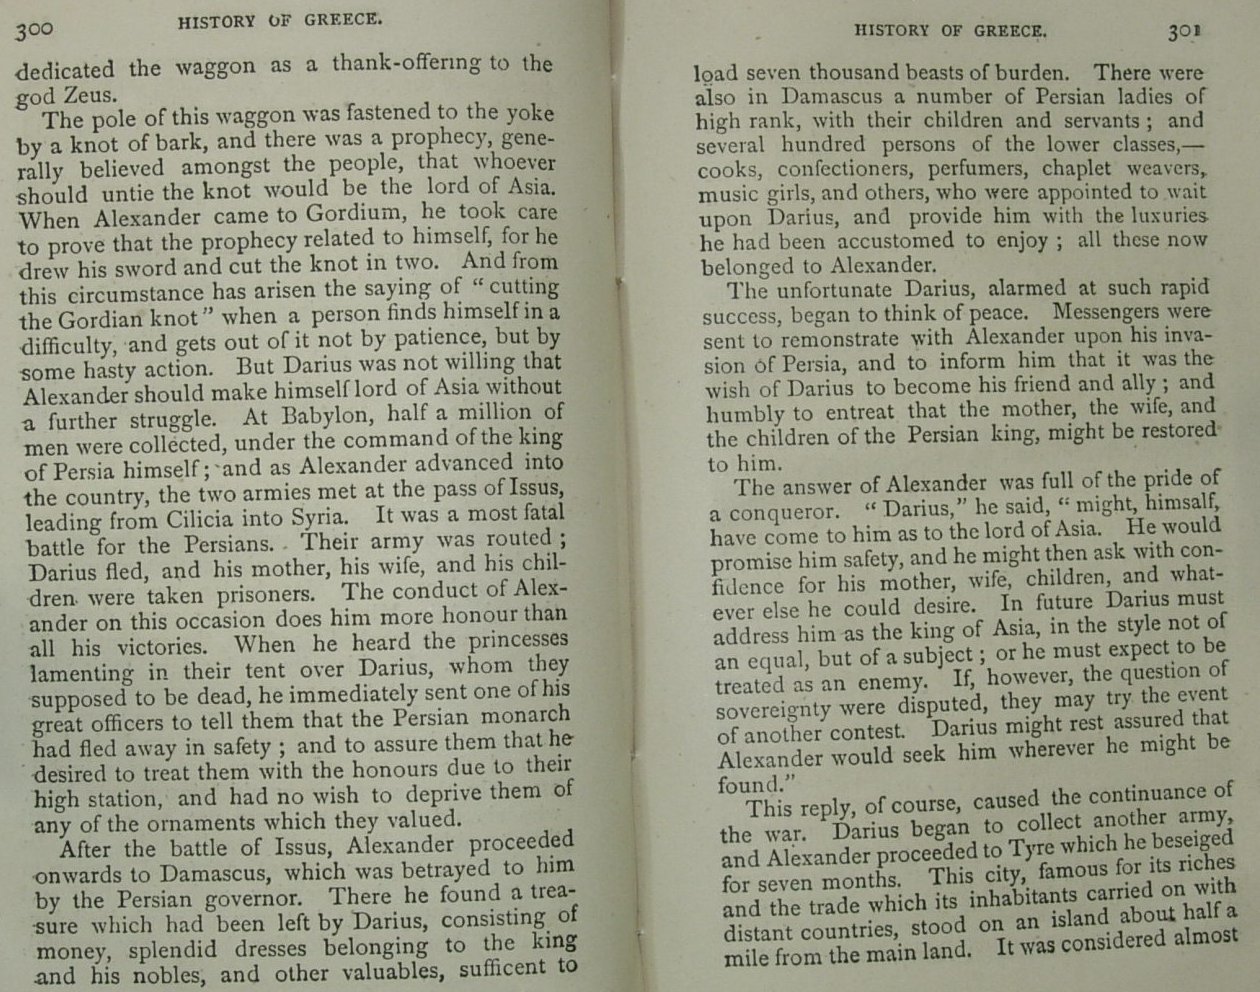 300
HISTORY OF GREECE.
dedicated the waggon as a thank-offering to the
god Zeus.
The pole of this waggon was fastened to the yoke
by a knot of bark, and there was a prophecy, gene-
rally believed amongst the people, that whoever
should untie the knot would be the lord of Asia.
When Alexander came to Gordium, he took care
to prove that the prophecy related to himself, for he
drew his sword and cut the knot in two. And from
this circumstance has arisen the saying of “cutting
the Gordian knot” when a person finds himself in a
difficulty, and gets out of it not by patience, but by
some hasty action. But Darius was not willing that
Alexander should make himself lord of Asia without
a further struggle. At Babylon, half a million of
men were collected, under the command of the king
of Persia himself; and as Alexander advanced into
the country, the two armies met at the pass of Issus,
leading from Cilicia into Syria. It was a most fatal
battle for the Persians. Their army was routed ;
Darius fled, and his mother, his wife, and his chil-
dren were taken prisoners. The conduct of Alex-
ander on this occasion does him more honour than
all his victories. When he heard the princesses
lamenting in their tent over Darius, whom they
supposed to be dead, he immediately sent one of his
great officers to tell them that the Persian monarch
had fled away in safety ; and to assure them that he
desired to treat them with the honours due to their
high station, and had no wish to deprive them of
any of the ornaments which they valued.
After the battle of Issus, Alexander proceeded
onwards to Damascus, which was betrayed to him
by the Persian governor. There he found a trea-
sure which had been left by Darius, consisting of
money, splendid dresses belonging to the king
and his nobles, and other valuables, sufficent to
HISTORY OF GREECE.
301
load seven thousand beasts of burden. There were
also in Damascus a number of Persian ladies of
high rank, with their children and servants ; and
several hundred persons of the lower classes,—
cooks, confectioners, perfumers, chaplet weavers,
music girls, and others, who were appointed to wait
upon Darius, and provide him with the luxuries
he had been accustomed to enjoy ; all these now
belonged to Alexander.
The unfortunate Darius, alarmed at such rapid
success, began to think of peace. Messengers were
sent to remonstrate with Alexander upon his inva-
sion of Persia, and to inform him that it was the
wish of Darius to become his friend and ally ; and
humbly to entreat that the mother, the wife, and
the children of the Persian king, might be restored
to him.
The answer of Alexander was full of the pride of
a conqueror. “ Darius,” he said, “ might, himsalf,
have come to him as to the lord of Asia. He would
promise him safety, and he might then ask with con-
fidence for his mother, wife, children, and what-
ever else he could desire. In future Darius must
address him as the king of Asia, in the style not of
an equal, but of a subject ; or he must expect to be
treated as an enemy. If, however, the question of
sovereignty were disputed, they may try the event
of another contest. Darius might rest assured that
Alexander would seek him wherever he might be
found.”
This reply, of course, caused the continuance of
the war. Darius began to collect another army,
and Alexander proceeded to Tyre which he beseiged
for seven months. This city, famous for its riches
and the trade which its inhabitants carried on with
distant countries, stood on an island about half a
mile from the main land. It was considered almost